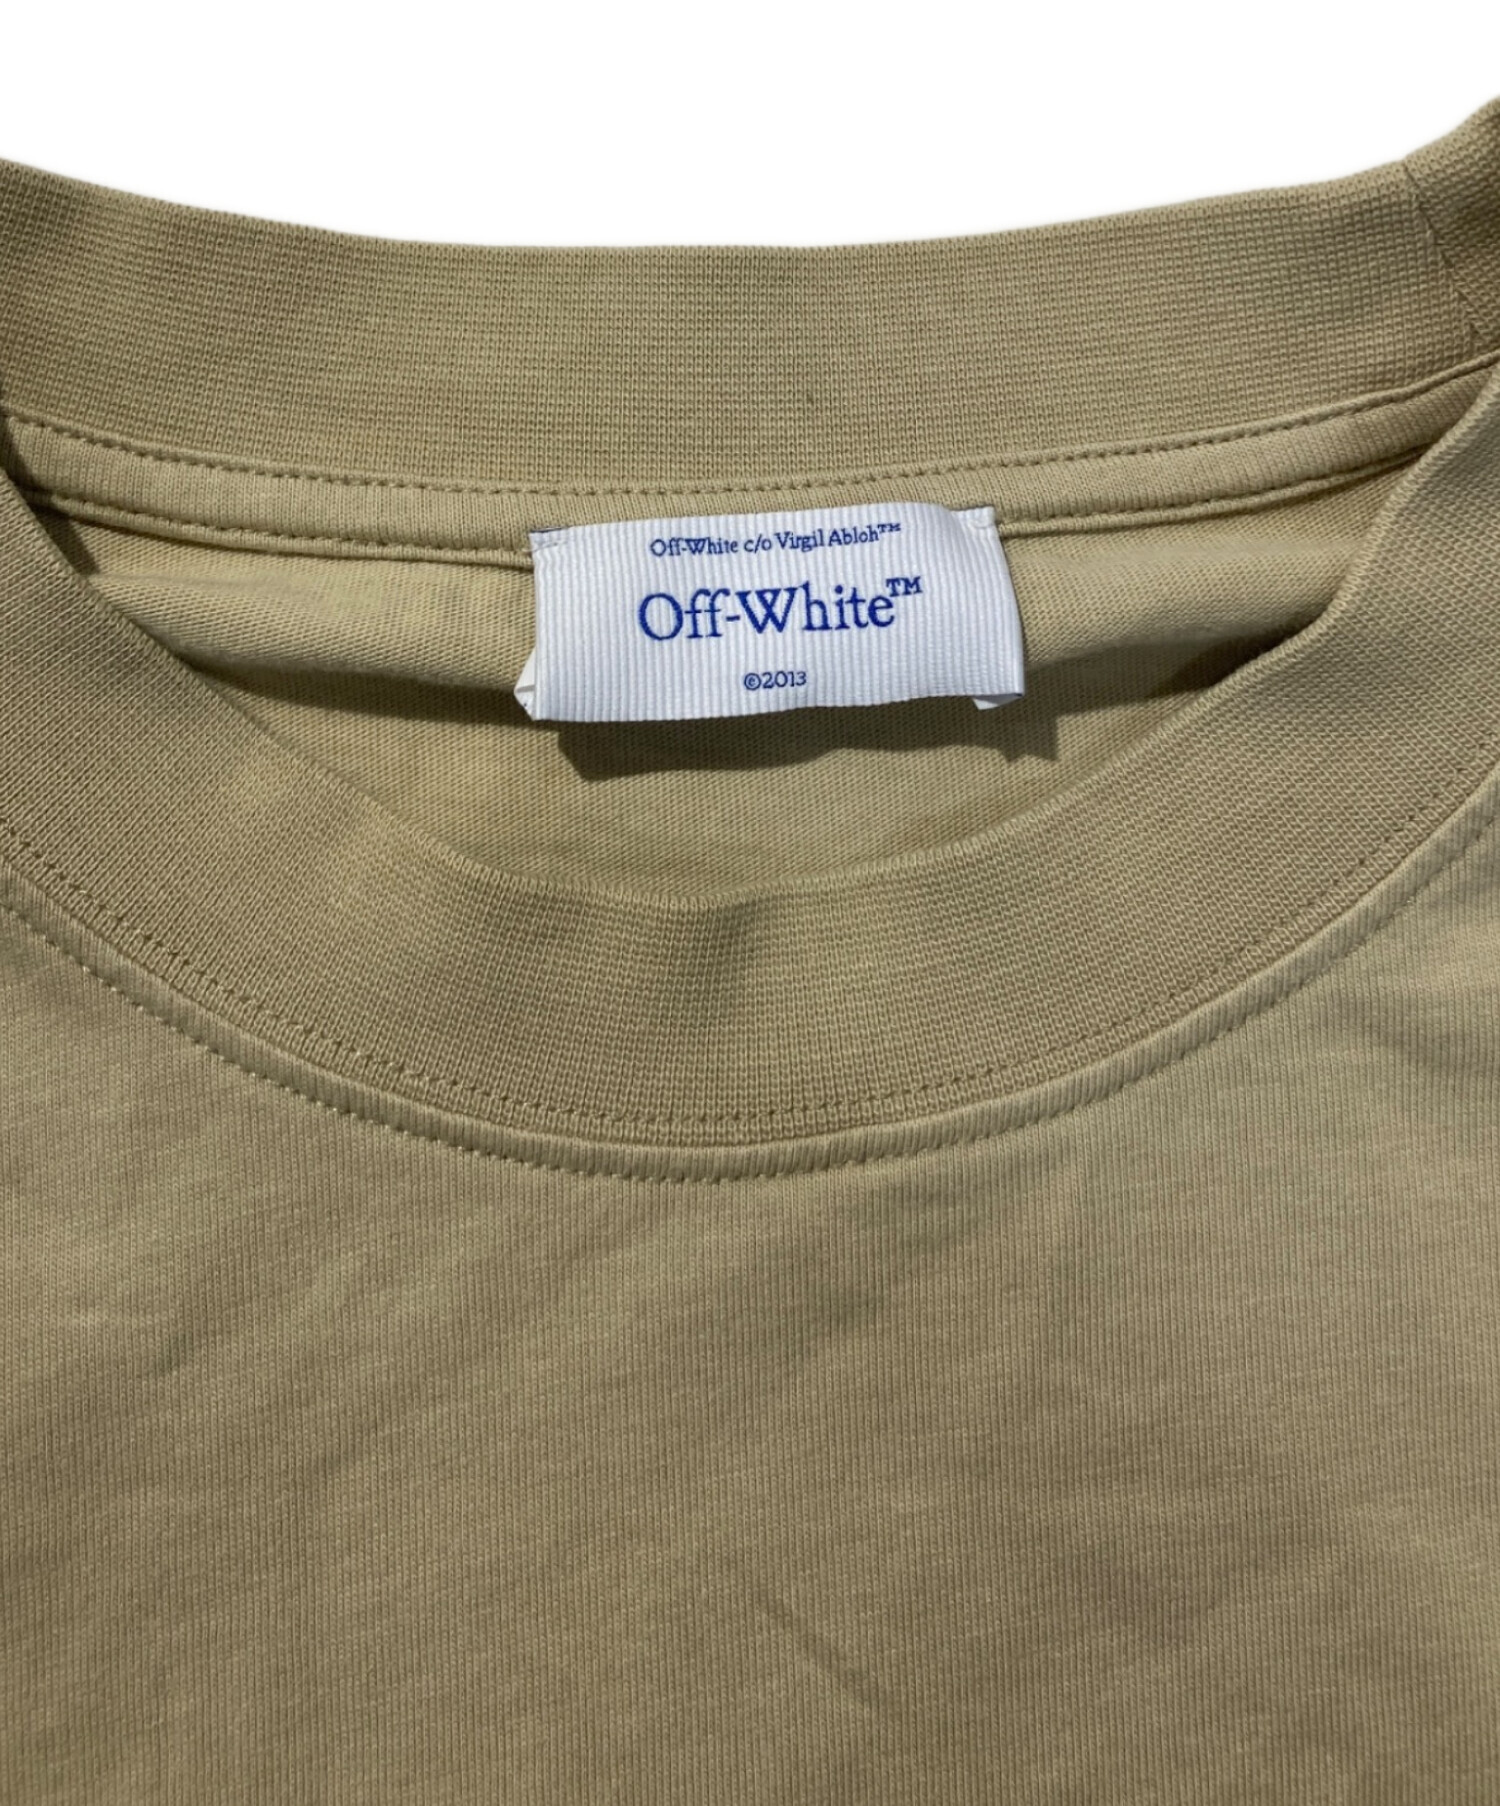 Off-White c/o Virgil Abloh™
Off-White™
©2013